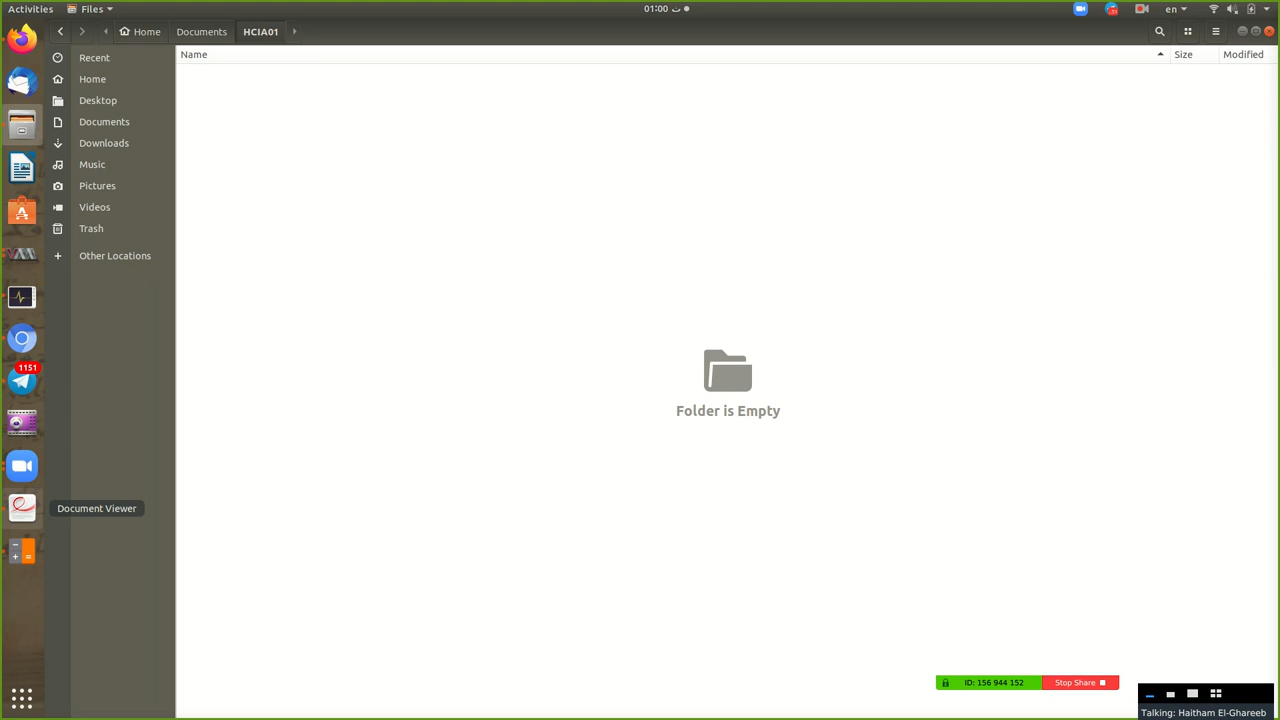 Activities
Files
01:00 ت
en
Home
Documents
HCIA01
Name
Size
Modified
Recent
Home
Desktop
Documents
Downloads
Music
Pictures
Videos
Trash
+ Other Locations
1151
Folder is Empty
Document Viewer
ID: 156 944 152
Stop Share
Talking: Haitham El-Ghareeb